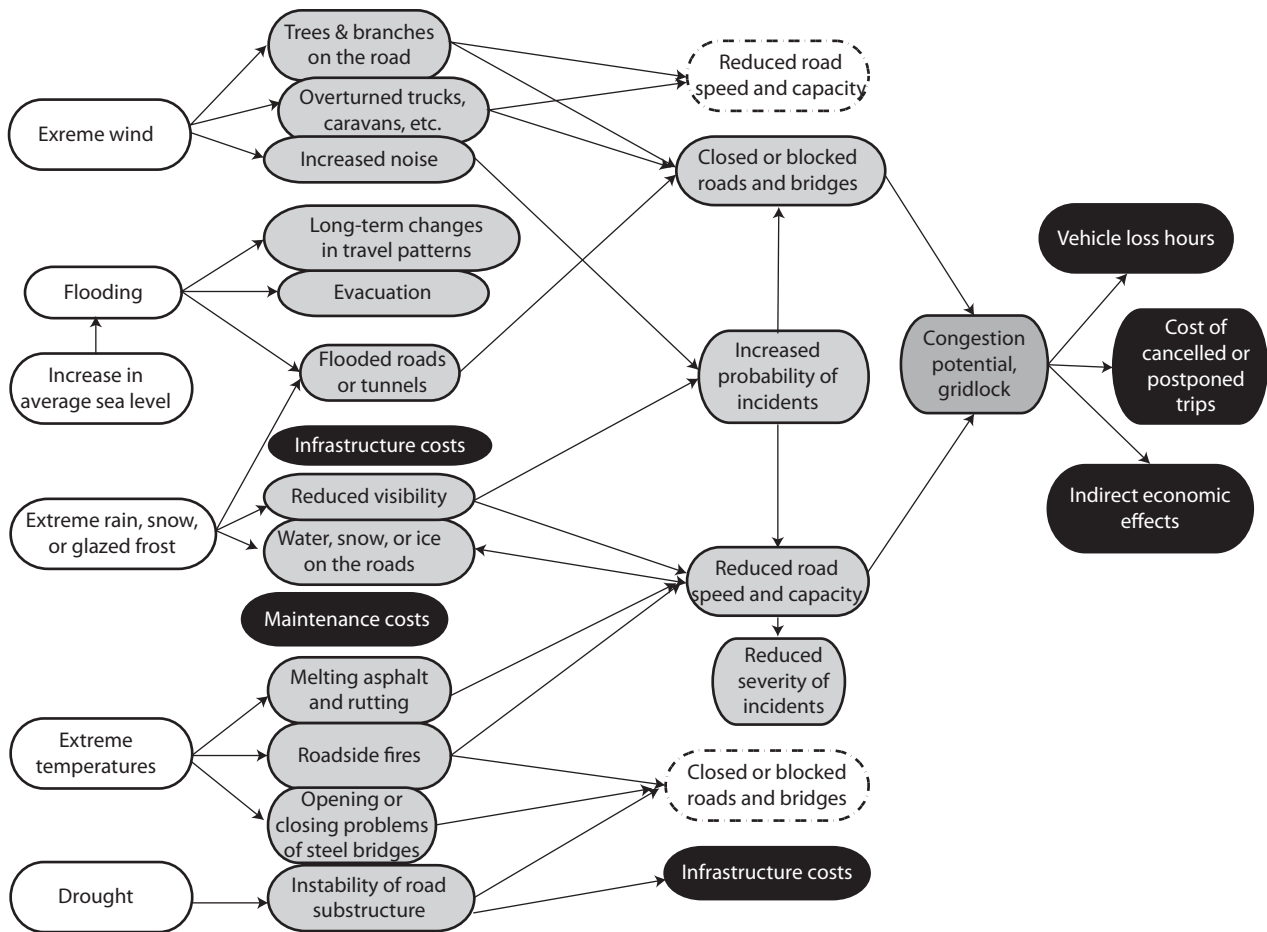 Trees & branches
on the road
Overturned trucks,
caravans, etc.
Increased noise
Exreme wind
Reduced road
speed and capacity
Closed or blocked
roads and bridges
Long-term changes
in travel patterns
Evacuation
Flooding
Flooded roads
or tunnels
Increase in
average sea level
Increased
probability of
incidents
Congestion
potential,
gridlock
Vehicle loss hours
Cost of
cancelled or
postponed
trips
Indirect economic
effects
Infrastructure costs
Reduced visibility
Extreme rain, snow,
or glazed frost
Water, snow, or ice
on the roads
Reduced road
speed and capacity
Maintenance costs
Reduced
severity of
incidents
Melting asphalt
and rutting
Extreme
temperatures
Roadside fires
Closed or blocked
roads and bridges
Opening or
closing problems
of steel bridges
Infrastructure costs
Drought
Instability of road
substructure